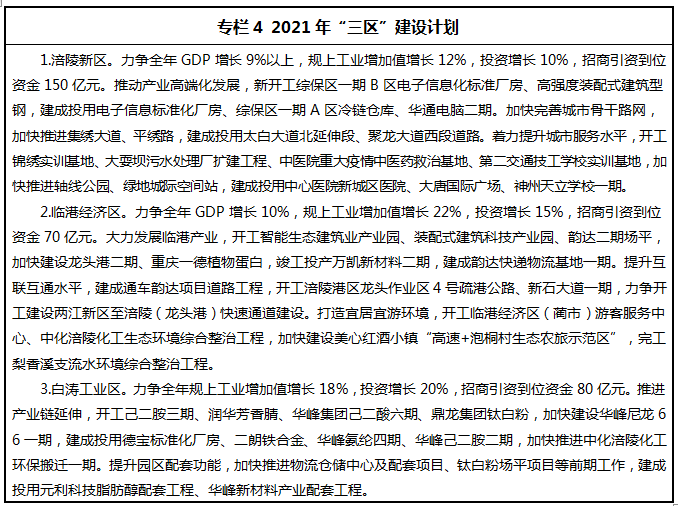 专栏 4 2021 年“三区”建设计划
1.涪陵新区。力争全年 GDP 增长 9%以上，规上工业增加值增长 12%，投资增长 10%，招商引资到位
资金 150 亿元。推动产业高端化发展，新开工综保区一期 B 区电子信息化标准厂房、高强度装配式建筑型
钢，建成投用电子信息标准化厂房、综保区一期 A 区冷链仓库、华通电脑二期。加快完善城市骨干路网，
加快推进集绣大道、平绣路，建成投用太白大道北延伸段、聚龙大道西段道路。着力提升城市服务水平，开工
锦绣实训基地、大耍坝污水处理厂扩建工程、中医院重大疫情中医药救治基地、第二交通技工学校实训基地，加
快推进轴线公园、绿地城际空间站，建成投用中心医院新城区医院、大唐国际广场、神州天立学校一期。
2.临港经济区。力争全年 GDP 增长 10%，规上工业增加值增长 22%，投资增长 15%，招商引资到位
资金 70 亿元。大力发展临港产业，开工智能生态建筑业产业园、装配式建筑科技产业园、韵达二期场平，
加快建设龙头港二期、重庆一德植物蛋白，竣工投产万凯新材料二期，建成韵达快递物流基地一期。提升互
联互通水平，建成通车韵达项目道路工程，开工涪陵港区龙头作业区 4 号疏港公路、新石大道一期，力争开
工建设两江新区至涪陵（龙头港）快速通道建设。打造宜居宜游环境，开工临港经济区（蔺市）游客服务中
心、中化涪陵化工生态环境综合整治工程，加快建设美心红酒小镇“高速+泡桐村生态农旅示范区”，完工
梨香溪支流水环境综合整治工程。
3.白涛工业区。力争全年规上工业增加值增长 18%，投资增长 20%，招商引资到位资金 80 亿元。推进
产业链延伸，开工己二胺三期、润华芳香腈、华峰集团己二酸六期、鼎龙集团钛白粉，加快建设华峰尼龙 6
6 一期，建成投用德宝标准化厂房、二朗铁合金、华峰氨纶四期、华峰己二胺二期，加快推进中化涪陵化工
环保搬迁一期。提升园区配套功能，加快推进物流仓储中心及配套项目、钛白粉场平项目等前期工作，建成
投用元利科技脂肪醇配套工程、华峰新材料产业配套工程。